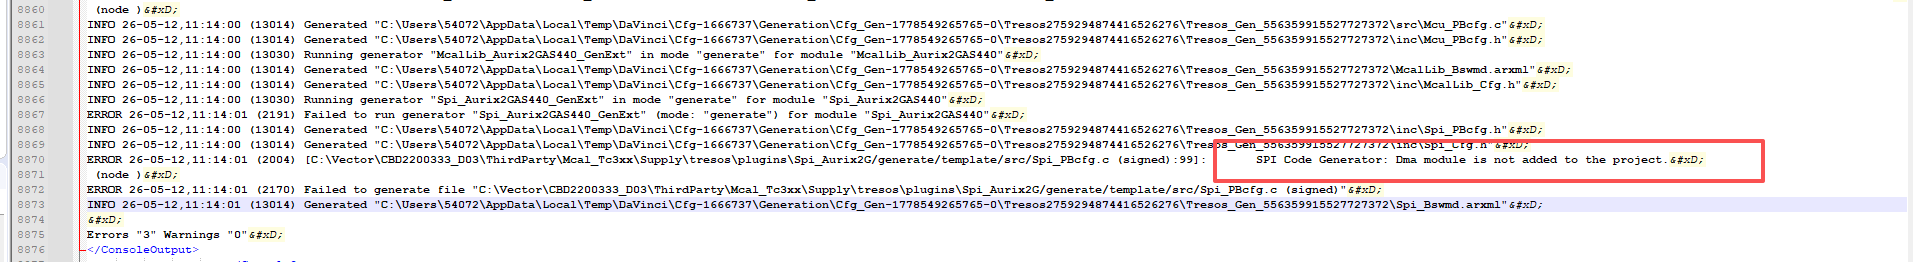 8860 (node )&#xD;
8861 INFO 26-05-12,11:14:00 (13014) Generated "C:\Users\54072\AppData\Local\Temp\DaVinci\Cfg-1666737\Generation\Cfg_Gen-1778549265765-0\Tresos2759294874416526276\Tresos_Gen_556359915527727372\src\Mcu_PBcfg.c"&#xD;
8862 INFO 26-05-12,11:14:00 (13014) Generated "C:\Users\54072\AppData\Local\Temp\DaVinci\Cfg-1666737\Generation\Cfg_Gen-1778549265765-0\Tresos2759294874416526276\Tresos_Gen_556359915527727372\inc\Mcu_PBcfg.h"&#xD;
8863 INFO 26-05-12,11:14:00 (13030) Running generator "McalLib_Aurix2GAS440_GenExt" in mode "generate" for module "McalLib_Aurix2GAS440"&#xD;
8864 INFO 26-05-12,11:14:00 (13014) Generated "C:\Users\54072\AppData\Local\Temp\DaVinci\Cfg-1666737\Generation\Cfg_Gen-1778549265765-0\Tresos2759294874416526276\Tresos_Gen_556359915527727372\McalLib_Bswmd.arxml"&#xD;
8865 INFO 26-05-12,11:14:00 (13014) Generated "C:\Users\54072\AppData\Local\Temp\DaVinci\Cfg-1666737\Generation\Cfg_Gen-1778549265765-0\Tresos2759294874416526276\Tresos_Gen_556359915527727372\inc\McalLib_Cfg.h"&#xD;
8866 INFO 26-05-12,11:14:00 (13030) Running generator "Spi_Aurix2GAS440_GenExt" in mode "generate" for module "Spi_Aurix2GAS440"&#xD;
8867 ERROR 26-05-12,11:14:01 (2191) Failed to run generator "Spi_Aurix2GAS440_GenExt" (mode: "generate") for module "Spi_Aurix2GAS440"&#xD;
8868 INFO 26-05-12,11:14:01 (13014) Generated "C:\Users\54072\AppData\Local\Temp\DaVinci\Cfg-1666737\Generation\Cfg_Gen-1778549265765-0\Tresos2759294874416526276\Tresos_Gen_556359915527727372\inc\Spi_PBcfg.h"&#xD;
8869 INFO 26-05-12,11:14:01 (13014) Generated "C:\Users\54072\AppData\Local\Temp\DaVinci\Cfg-1666737\Generation\Cfg_Gen-1778549265765-0\Tresos2759294874416526276\Tresos_Gen_556359915527727372\inc\Spi_Cfg.h"&#xD;
8870 ERROR 26-05-12,11:14:01 (2004) [C:\Vector\CBD2200333_D03\ThirdParty\Mcal_Tc3xx\Supply\tresos\plugins\Spi_Aurix2G/generate/template/src/Spi_PBcfg.c (signed):99]: SPI Code Generator: Dma module is not added to the project.&#xD;
8871 (node )&#xD;
8872 ERROR 26-05-12,11:14:01 (2170) Failed to generate file "C:\Vector\CBD2200333_D03\ThirdParty\Mcal_Tc3xx\Supply\tresos\plugins\Spi_Aurix2G/generate/template/src/Spi_PBcfg.c (signed)"&#xD;
8873 INFO 26-05-12,11:14:01 (13014) Generated "C:\Users\54072\AppData\Local\Temp\DaVinci\Cfg-1666737\Generation\Cfg_Gen-1778549265765-0\Tresos2759294874416526276\Tresos_Gen_556359915527727372\Spi_Bswmd.arxml"&#xD;
8874 &#xD;
8875 Errors "3" Warnings "0"&#xD;
8876 </ConsoleOutput>